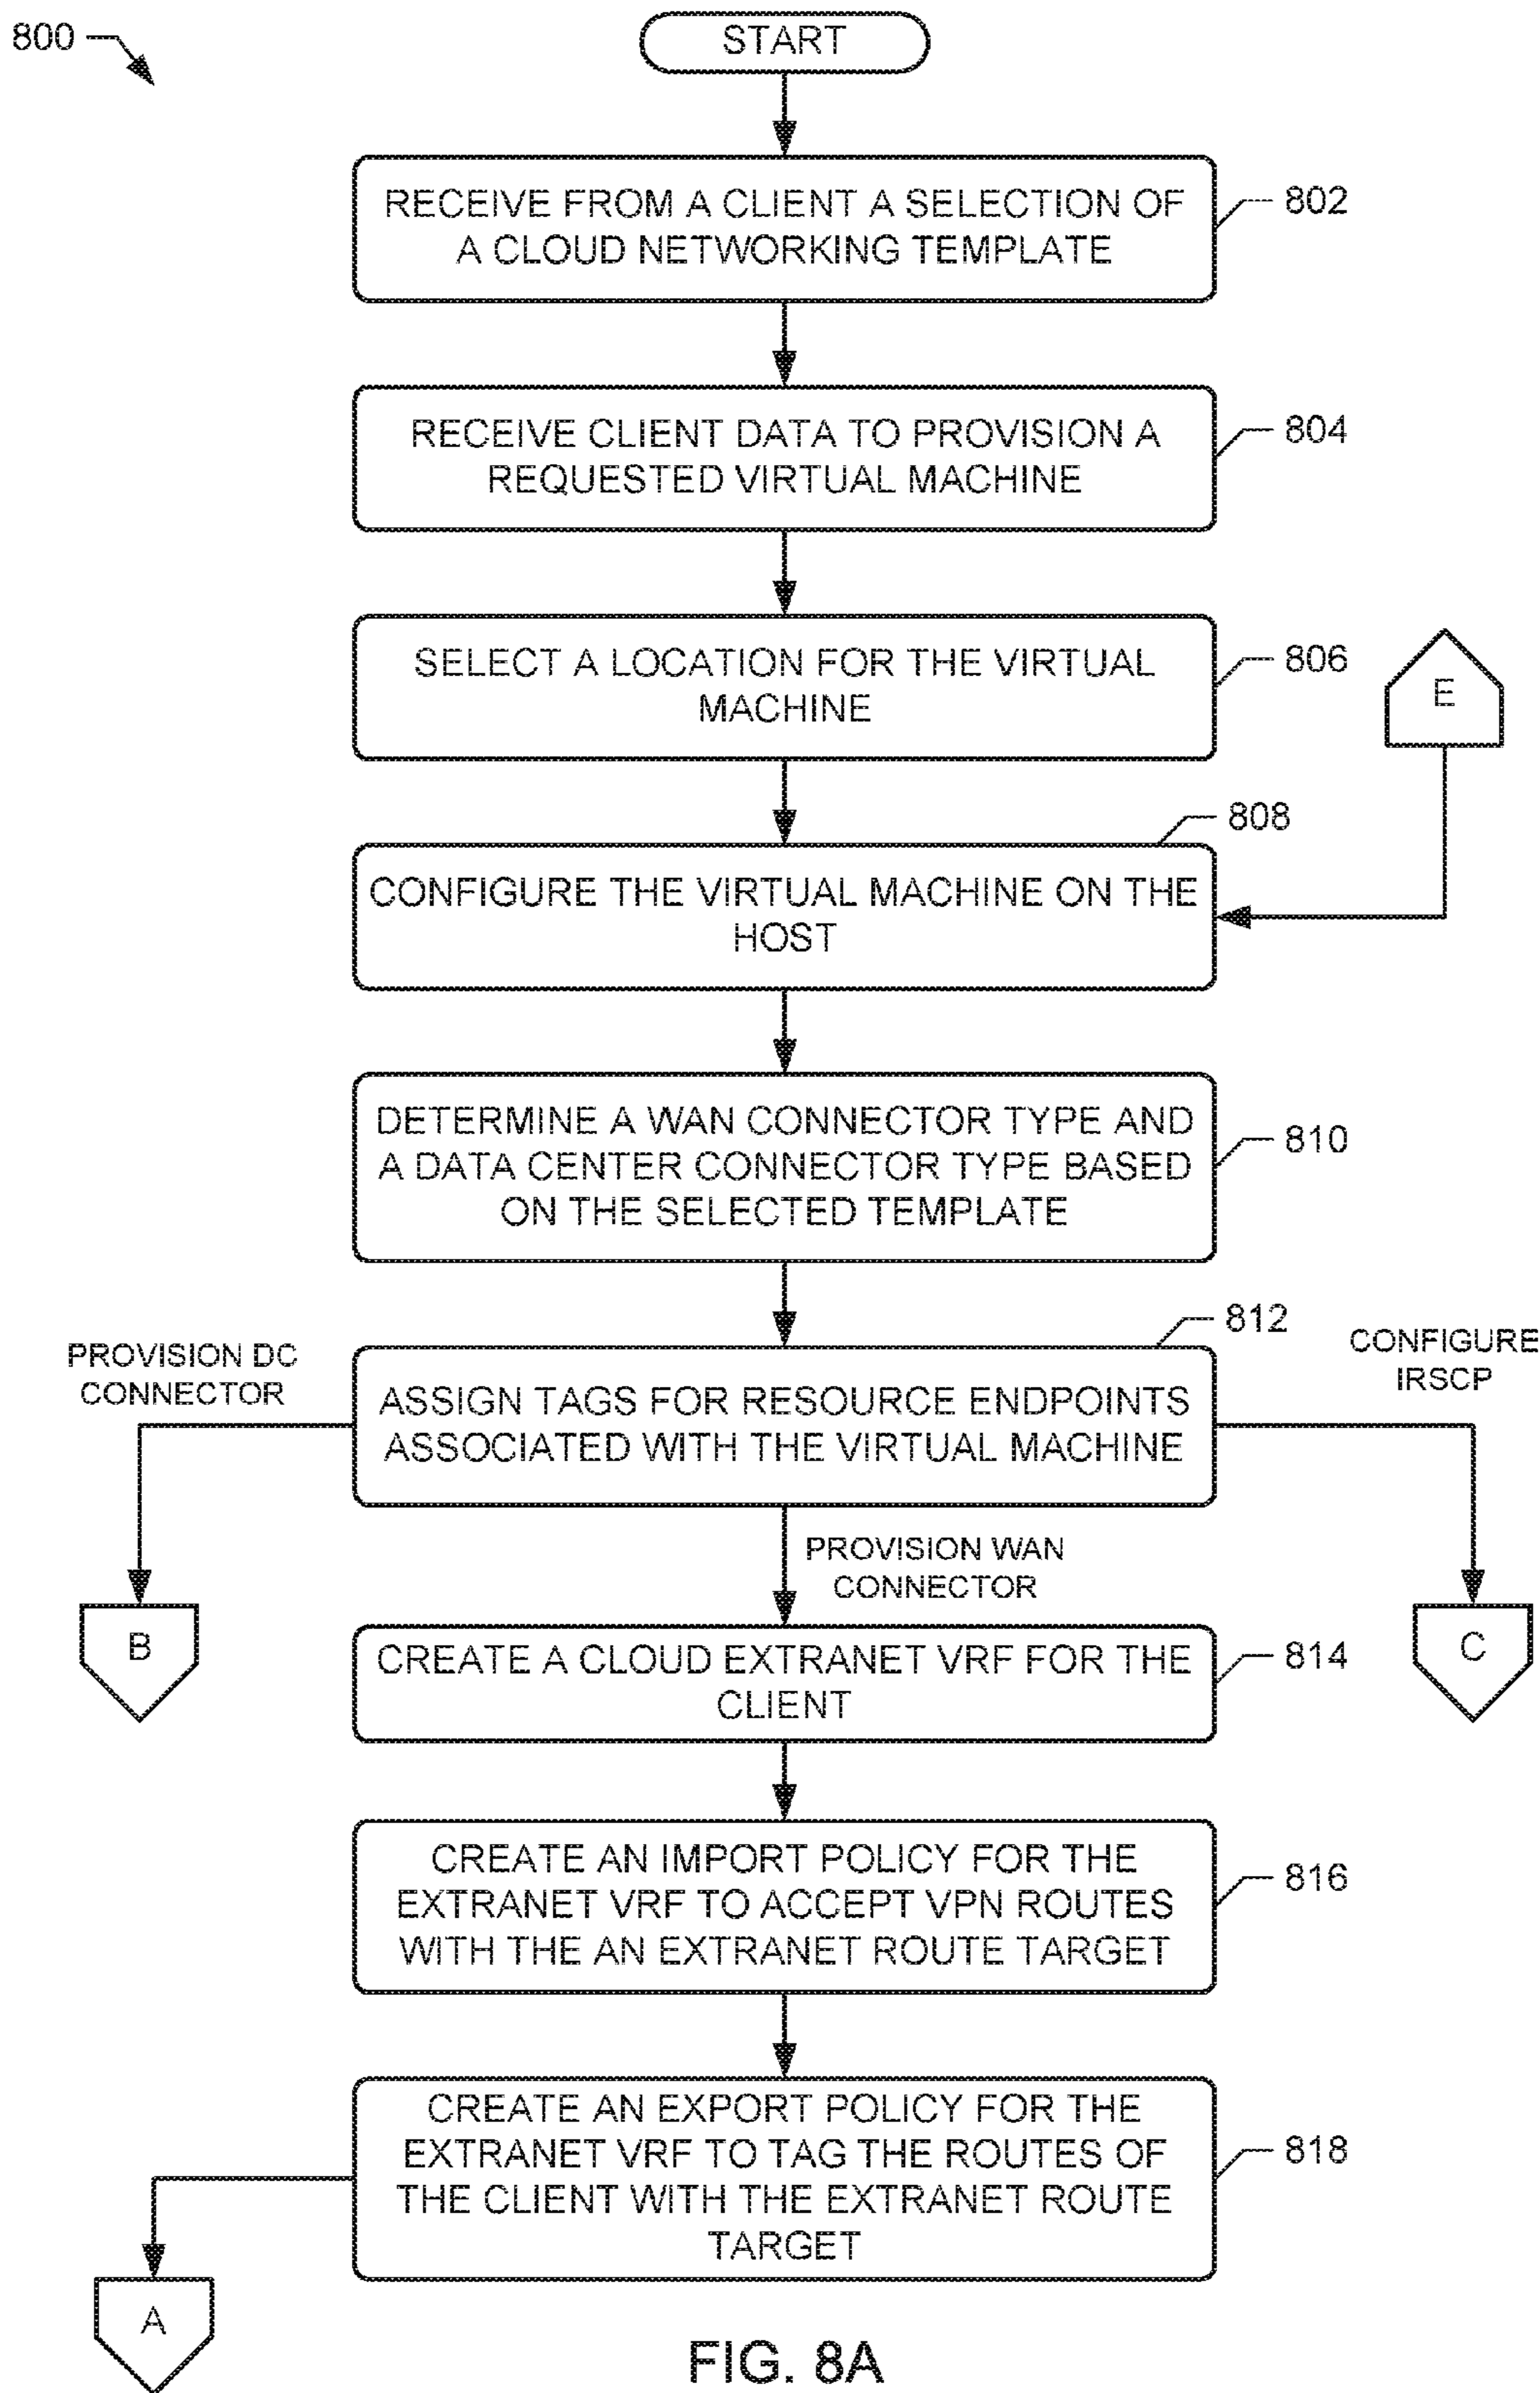 800
START
RECEIVE FROM A CLIENT A SELECTION OF
A CLOUD NETWORKING TEMPLATE
802
RECEIVE CLIENT DATA TO PROVISION A
REQUESTED VIRTUAL MACHINE
804
SELECT A LOCATION FOR THE VIRTUAL
MACHINE
806
E
808
CONFIGURE THE VIRTUAL MACHINE ON THE
HOST
DETERMINE A WAN CONNECTOR TYPE AND
A DATA CENTER CONNECTOR TYPE BASED
ON THE SELECTED TEMPLATE
810
812
PROVISION DC
CONNECTOR
CONFIGURE
IRSCP
ASSIGN TAGS FOR RESOURCE ENDPOINTS
ASSOCIATED WITH THE VIRTUAL MACHINE
PROVISION WAN
CONNECTOR
B
CREATE A CLOUD EXTRANET VRF FOR THE
CLIENT
814
C
CREATE AN IMPORT POLICY FOR THE
EXTRANET VRF TO ACCEPT VPN ROUTES
WITH THE AN EXTRANET ROUTE TARGET
816
CREATE AN EXPORT POLICY FOR THE
EXTRANET VRF TO TAG THE ROUTES OF
THE CLIENT WITH THE EXTRANET ROUTE
TARGET
818
A
FIG. 8A